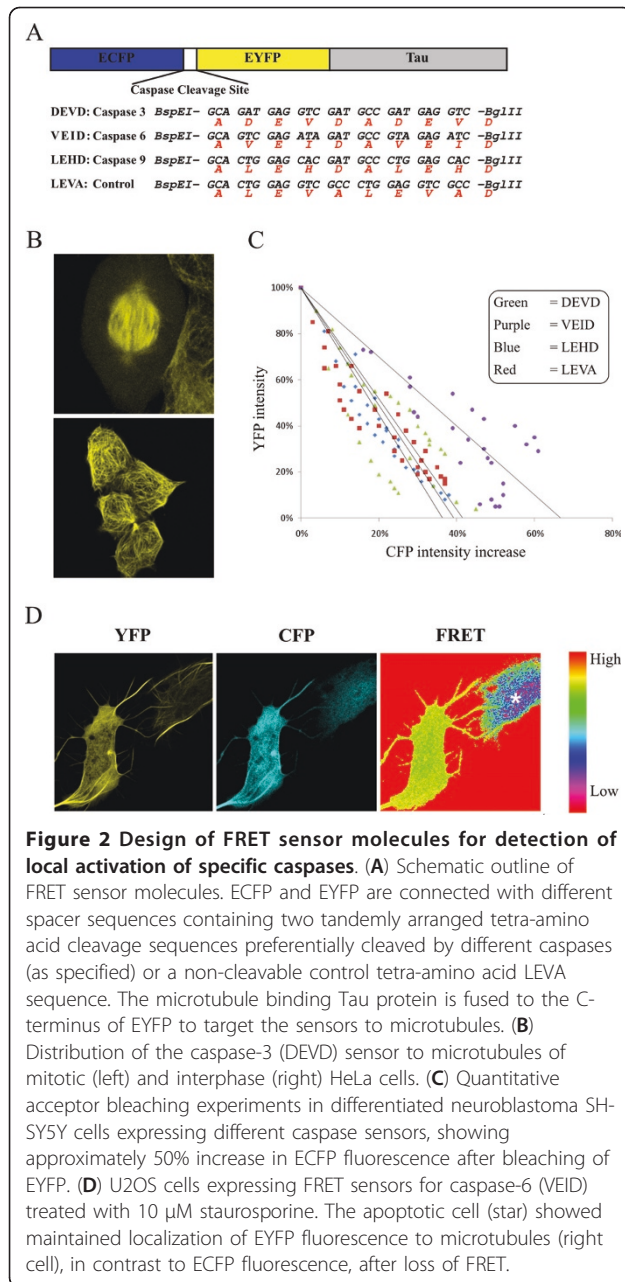 A
ECFP EYFP Tau
Caspase Cleavage Site
DEVD: Caspase 3 BspEI- GCA GAT GAG GTC GAT GCC GAT GAG GTC -BglII
A D E V D A D E V D
VEID: Caspase 6 BspEI- GCA GTC GAG ATA GAT GCC GTA GAG ATC -BglII
A V E I D A V E I D
LEHD: Caspase 9 BspEI- GCA CTG GAG CAC GAT GCC CTG GAG CAC -BglII
A L E H D A L E H D
LEVA: Control BspEI- GCA CTG GAG GTC GCC CTG GAG GTC GCC -BglII
A L E V A L E V A D
B
C
100%
80%
60%
40%
20%
0%
YFP intensity
0% 20% 40% 60% 80%
CFP intensity increase
Green = DEVD
Purple = VEID
Blue = LEHD
Red = LEVA
D
YFP CFP FRET
High
Low
*
Figure 2 Design of FRET sensor molecules for detection of
local activation of specific caspases. (A) Schematic outline of
FRET sensor molecules. ECFP and EYFP are connected with different
spacer sequences containing two tandemly arranged tetra-amino
acid cleavage sequences preferentially cleaved by different caspases
(as specified) or a non-cleavable control tetra-amino acid LEVA
sequence. The microtubule binding Tau protein is fused to the C-
terminus of EYFP to target the sensors to microtubules. (B)
Distribution of the caspase-3 (DEVD) sensor to microtubules of
mitotic (left) and interphase (right) HeLa cells. (C) Quantitative
acceptor bleaching experiments in differentiated neuroblastoma SH-
SY5Y cells expressing different caspase sensors, showing
approximately 50% increase in ECFP fluorescence after bleaching of
EYFP. (D) U2OS cells expressing FRET sensors for caspase-6 (VEID)
treated with 10 μM staurosporine. The apoptotic cell (star) showed
maintained localization of EYFP fluorescence to microtubules (right
cell), in contrast to ECFP fluorescence, after loss of FRET.